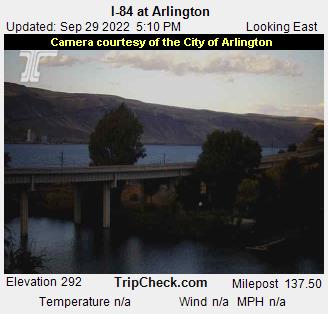 I-84 at Arlington
Updated: Sep 29 2022 5:10 PM Looking East
Camera courtesy of the City of Arlington
Elevation 292 TripCheck.com Milepost 137.50
Temperature n/a Wind n/a MPH n/a